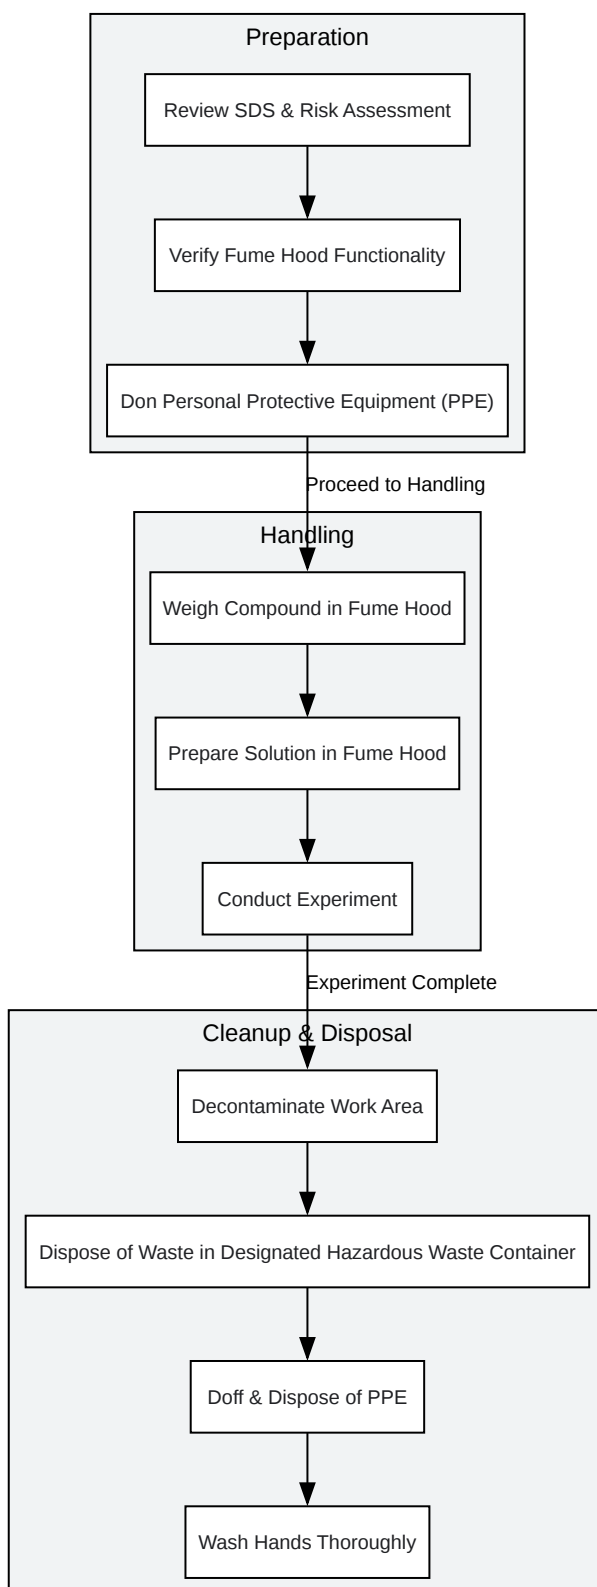 Preparation
Review SDS & Risk Assessment
Verify Fume Hood Functionality
Don Personal Protective Equipment (PPE)
Proceed to Handling
Handling
Weigh Compound in Fume Hood
Prepare Solution in Fume Hood
Conduct Experiment
Experiment Complete
Cleanup & Disposal
Decontaminate Work Area
Dispose of Waste in Designated Hazardous Waste Container
Doff & Dispose of PPE
Wash Hands Thoroughly